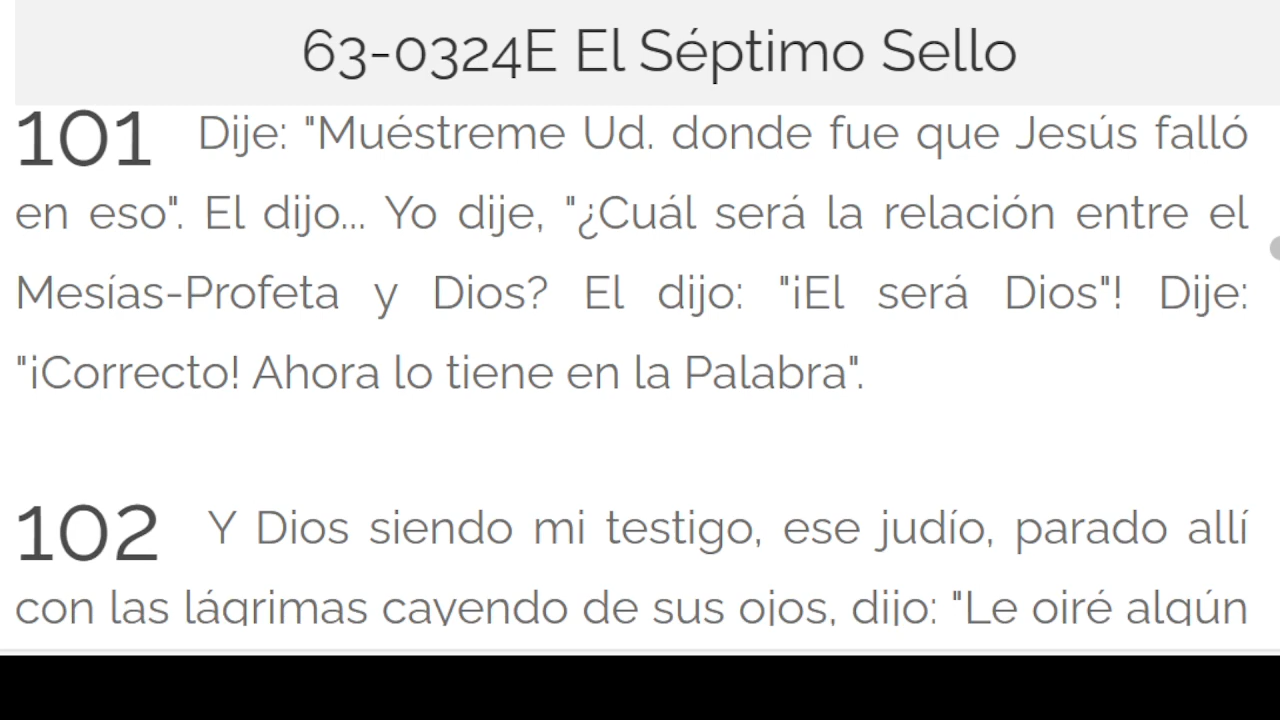 63-0324E El Séptimo Sello
101 Dije: "Muéstreme Ud. donde fue que Jesús falló
en eso". El dijo... Yo dije, "¿Cuál será la relación entre el
Mesías-Profeta y Dios? El dijo: "¡El será Dios"! Dije:
"¡Correcto! Ahora lo tiene en la Palabra".
102 Y Dios siendo mi testigo, ese judío, parado allí
con las lágrimas cayendo de sus ojos, dijo: "Le oiré algún